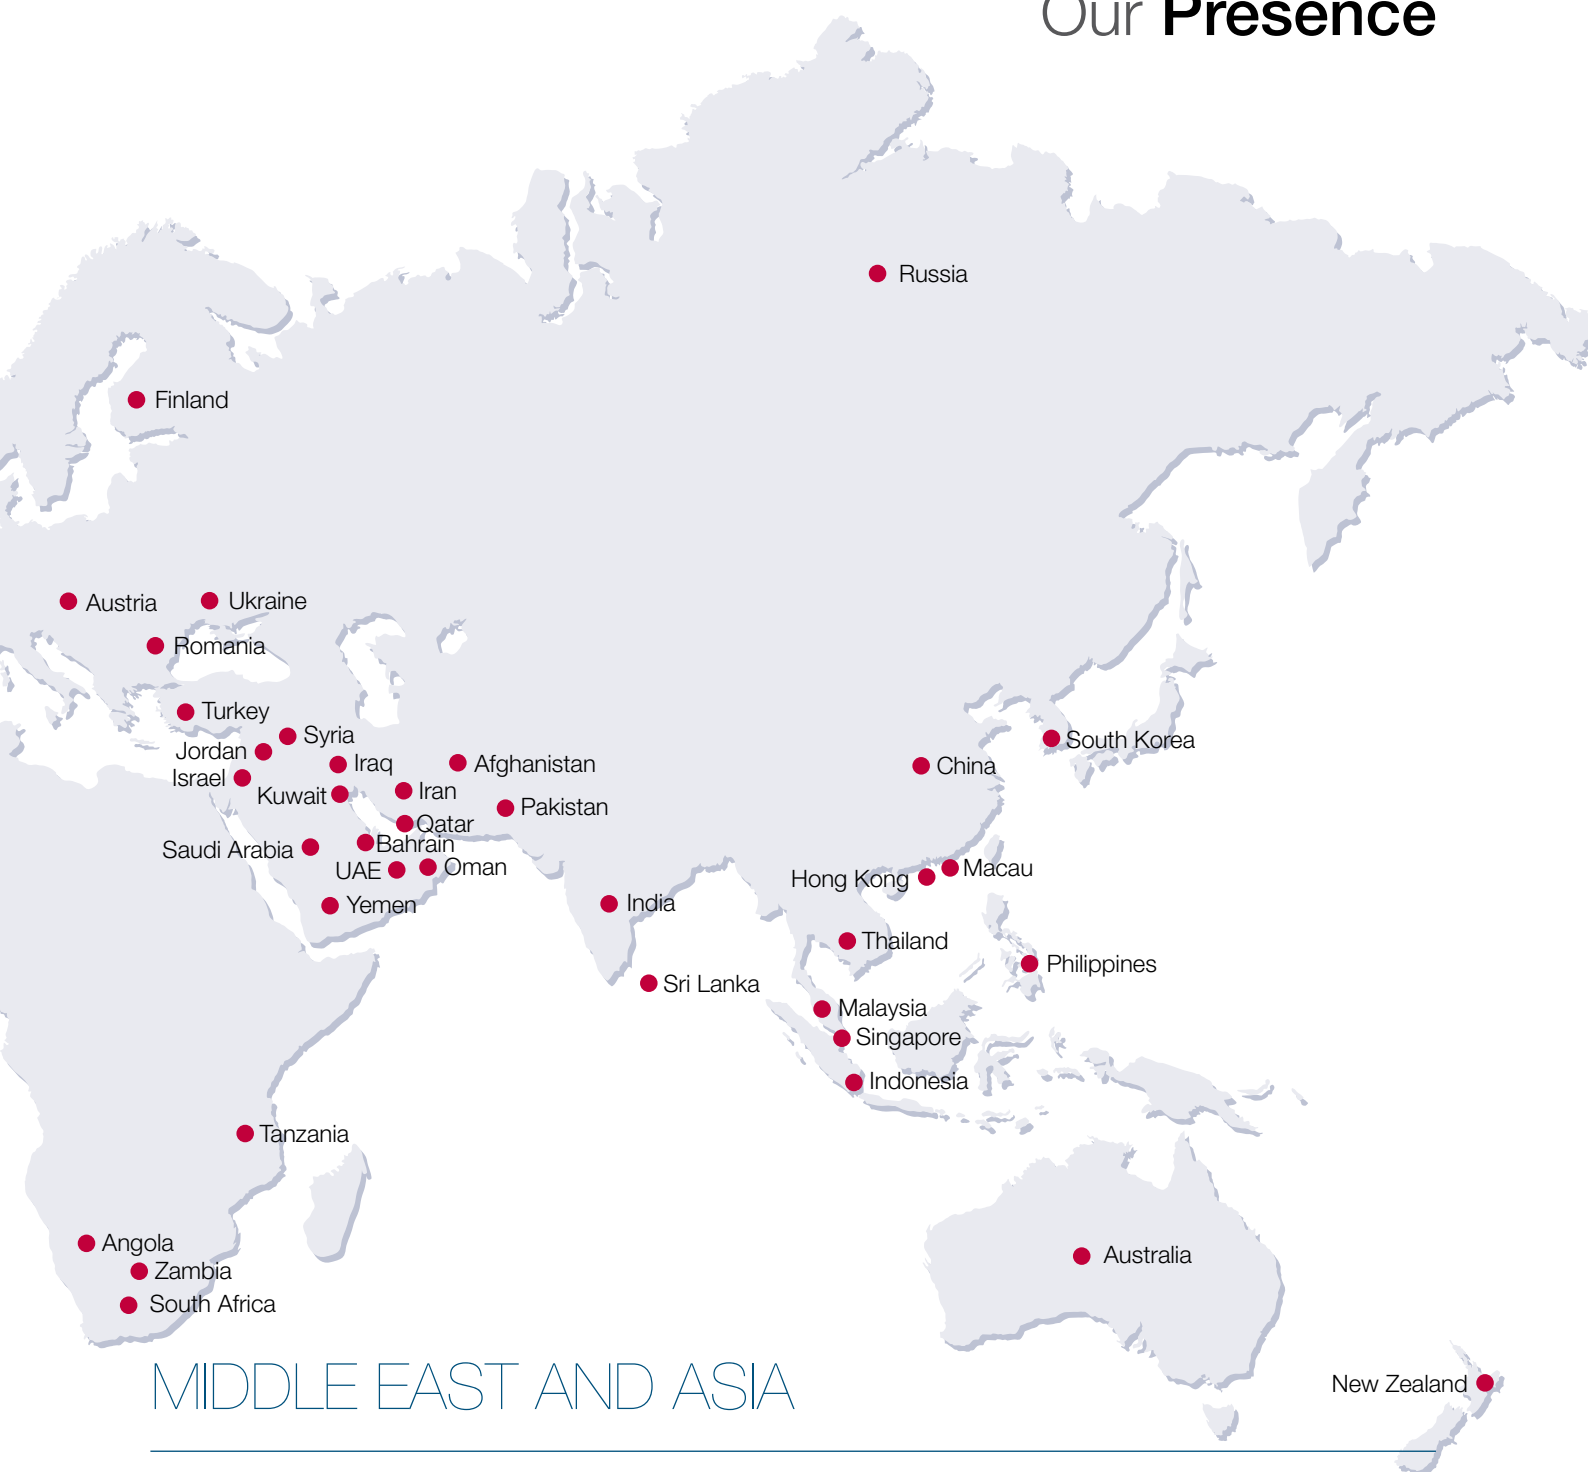 Our Presence
Russia
Finland
Austria
Ukraine
Romania
Turkey
Syria
Jordan
Israel
Iraq
Afghanistan
Kuwait
Iran
Pakistan
Qatar
Saudi Arabia
Bahrain
UAE
Oman
Yemen
India
Sri Lanka
China
South Korea
Hong Kong
Macau
Thailand
Philippines
Malaysia
Singapore
Indonesia
Tanzania
Angola
Zambia
South Africa
Australia
New Zealand
MIDDLE EAST AND ASIA